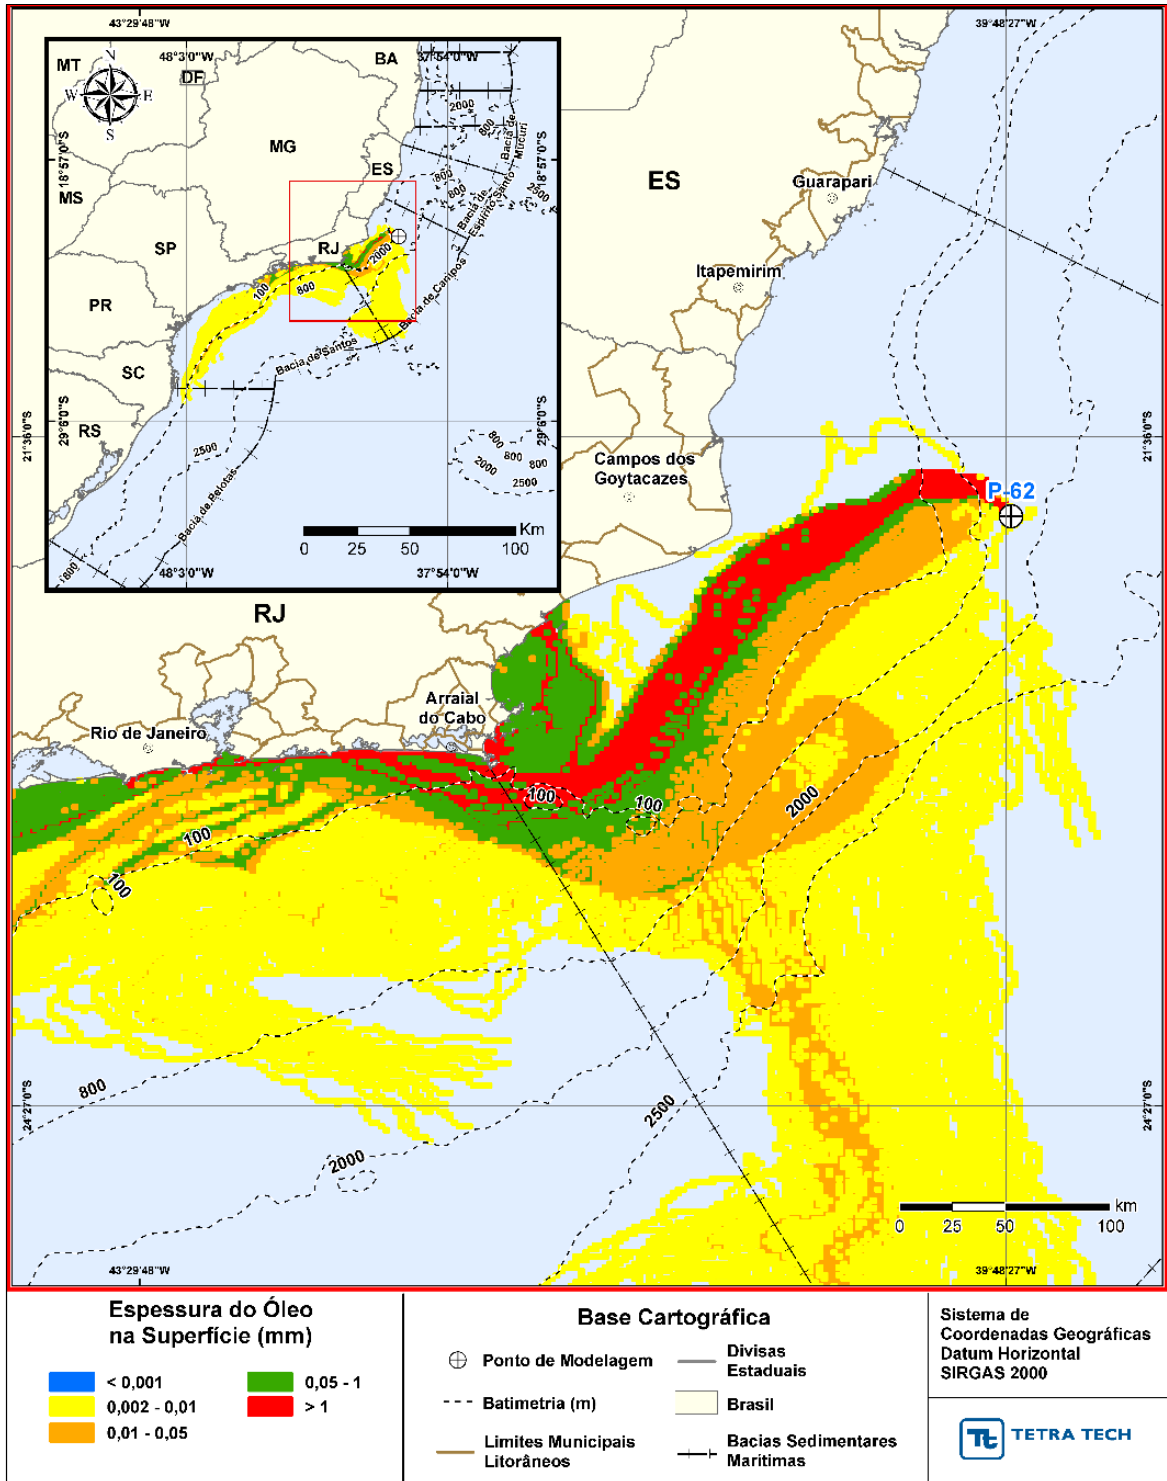 43°29'48"W
39°48'27"W
48°3'0"W
37°54'0"W
MT
DF
BA
N
W
E
S
MG
ES
MS
SP
RJ
PR
SC
RS
18°57'0"S
18°57'0"S
29°6'0"S
29°6'0"S
2000
800
Bacia de Mucuri
800
800
2500
Bacia de Espírito Santo
2000
100
800
Bacia de Campos
Bacia de Santos
2500
Bacia de Pelotas
800
800
2000
800
800
2500
Km
0 25 50 100
48°3'0"W
37°54'0"W
ES
Guarapari
Itapemirim
21°36'0"S
21°36'0"S
Campos dos
Goytacazes
P-62
RJ
Arraial
do Cabo
Rio de Janeiro
100
100
2000
100
100
800
2500
2000
24°27'0"S
24°27'0"S
km
0 25 50 100
43°29'48"W
39°48'27"W
Espessura do Óleo
na Superfície (mm)
< 0,001
0,002 - 0,01
0,01 - 0,05
0,05 - 1
> 1
Base Cartográfica
Ponto de Modelagem
Batimetria (m)
Limites Municipais
Litorâneos
Divisas
Estaduais
Brasil
Bacias Sedimentares
Marítimas
Sistema de
Coordenadas Geográficas
Datum Horizontal
SIRGAS 2000
Tt TETRA TECH